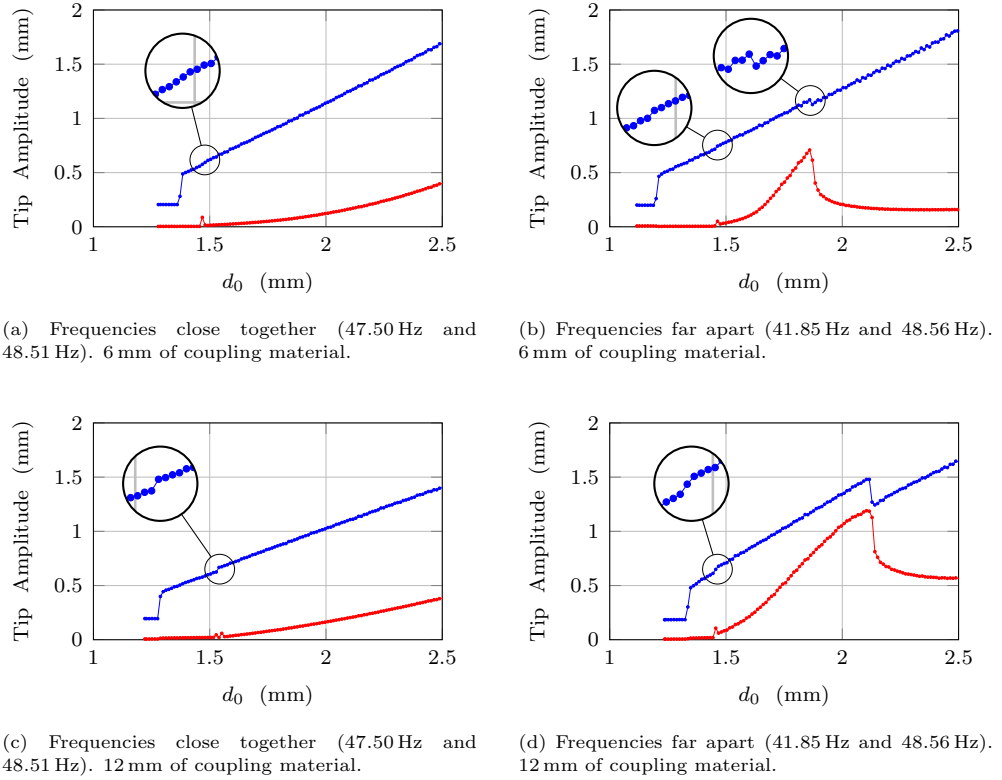 2
1.5
1
0.5
0
Tip Amplitude (mm)
1
1.5
2
2.5
d0 (mm)
(a) Frequencies close together (47.50 Hz and
48.51 Hz). 6 mm of coupling material.
2
1.5
1
0.5
0
Tip Amplitude (mm)
1
1.5
2
2.5
d0 (mm)
(b) Frequencies far apart (41.85 Hz and 48.56 Hz).
6 mm of coupling material.
2
1.5
1
0.5
0
Tip Amplitude (mm)
1
1.5
2
2.5
d0 (mm)
(c) Frequencies close together (47.50 Hz and
48.51 Hz). 12 mm of coupling material.
2
1.5
1
0.5
0
Tip Amplitude (mm)
1
1.5
2
2.5
d0 (mm)
(d) Frequencies far apart (41.85 Hz and 48.56 Hz).
12 mm of coupling material.